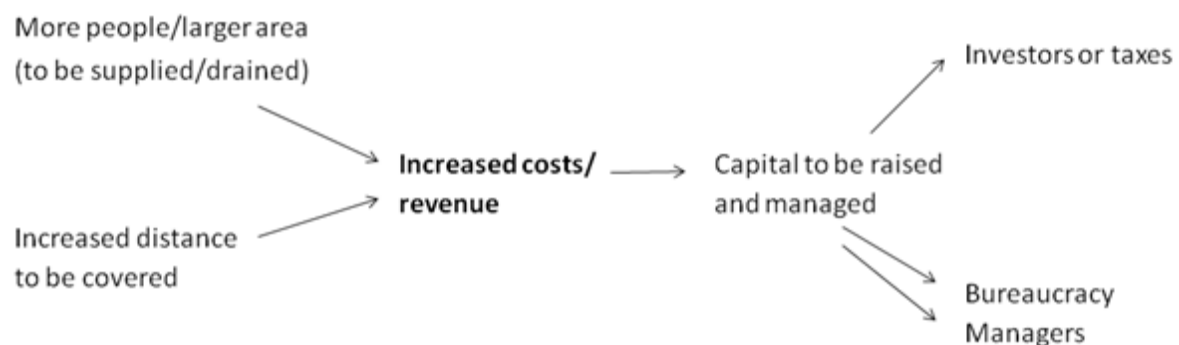 More people/larger area
(to be supplied/drained)
Increased distance
to be covered
Increased costs/
revenue
Capital to be raised
and managed
Investors or taxes
Bureaucracy
Managers